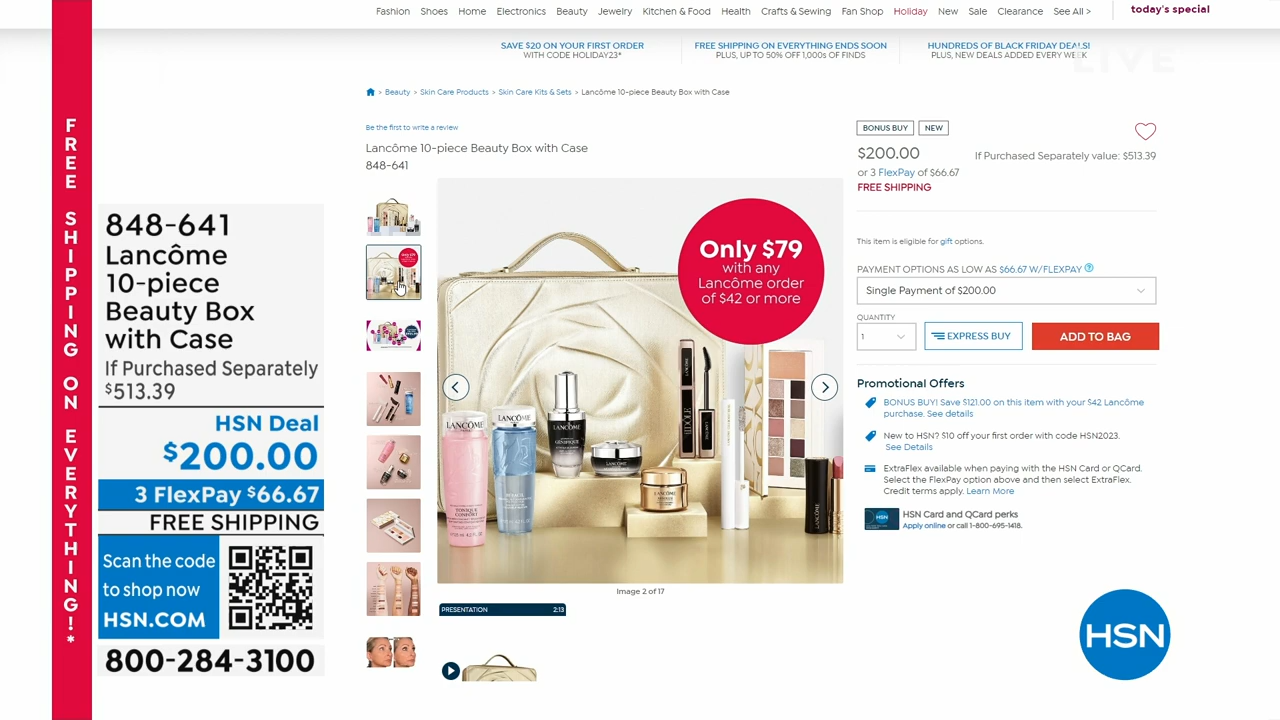 Fashion Shoes Home Electronics Beauty Jewelry Kitchen & Food Health Crafts & Sewing Fan Shop Holiday New Sale Clearance See All > today's special
SAVE $20 ON YOUR FIRST ORDER
WITH CODE HOLIDAY23*
FREE SHIPPING ON EVERYTHING ENDS SOON
PLUS, UP TO 50% OFF 1,000s OF FINDS
HUNDREDS OF BLACK FRIDAY DEALS!
PLUS, NEW DEALS ADDED EVERY WEEK
LIVE
FREE SHIPPING ON EVERYTHING!*
> Beauty > Skin Care Products > Skin Care Kits & Sets > Lancôme 10-piece Beauty Box with Case
Be the first to write a review
Lancôme 10-piece Beauty Box with Case
848-641
848-641
Lancôme
10-piece
Beauty Box
with Case
If Purchased Separately
$513.39
HSN Deal
$200.00
3 FlexPay $66.67
FREE SHIPPING
Scan the code
to shop now
HSN.COM
800-284-3100
Only $79
with any
Lancôme order
of $42 or more
LANCÔME
LANCÔME
LANCÔME
GÉNIFIQUE
LANCÔME
LANCÔME
TONIQUE
CONFORT
Image 2 of 17
PRESENTATION 2:13
BONUS BUY NEW
$200.00 If Purchased Separately value: $513.39
or 3 FlexPay of $66.67
FREE SHIPPING
This item is eligible for gift options.
PAYMENT OPTIONS AS LOW AS $66.67 W/FLEXPAY ?
Single Payment of $200.00
QUANTITY
1 EXPRESS BUY ADD TO BAG
Promotional Offers
BONUS BUY! Save $121.00 on this item with your $42 Lancôme
purchase. See details
New to HSN? $10 off your first order with code HSN2023.
See Details
ExtraFlex available when paying with the HSN Card or QCard.
Select the FlexPay option above and then select ExtraFlex.
Credit terms apply. Learn More
HSN
HSN Card and QCard perks
Apply online or call 1-800-695-1418.
HSN